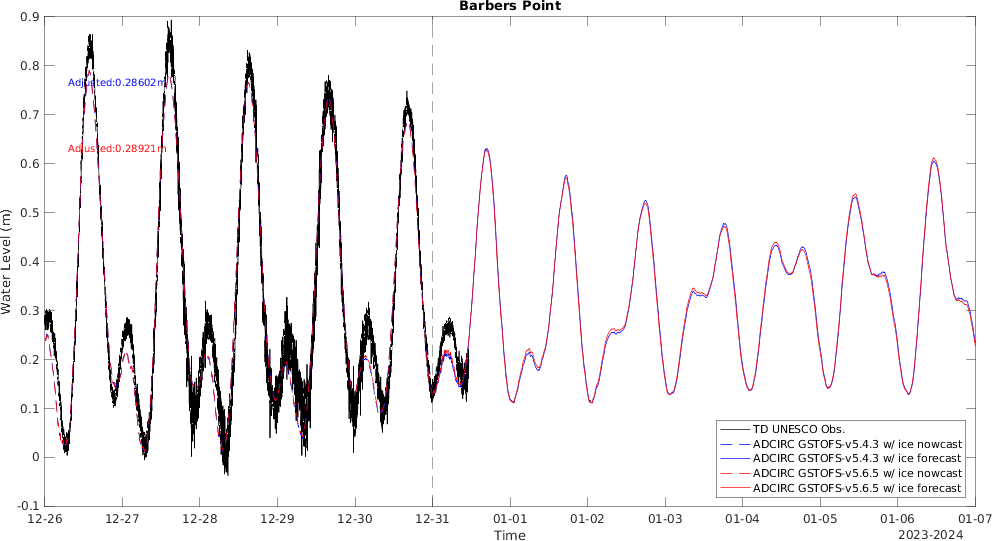 Barbers Point
Water Level (m)
0.9
0.8
0.7
0.6
0.5
0.4
0.3
0.2
0.1
0
-0.1
Adjusted:0.28602m
Adjusted:0.28921m
TD UNESCO Obs.
ADCIRC GSTOFS-v5.4.3 w/ ice nowcast
ADCIRC GSTOFS-v5.4.3 w/ ice forecast
ADCIRC GSTOFS-v5.6.5 w/ ice nowcast
ADCIRC GSTOFS-v5.6.5 w/ ice forecast
12-26 12-27 12-28 12-29 12-30 12-31 01-01 01-02 01-03 01-04 01-05 01-06 01-07
Time
2023-2024